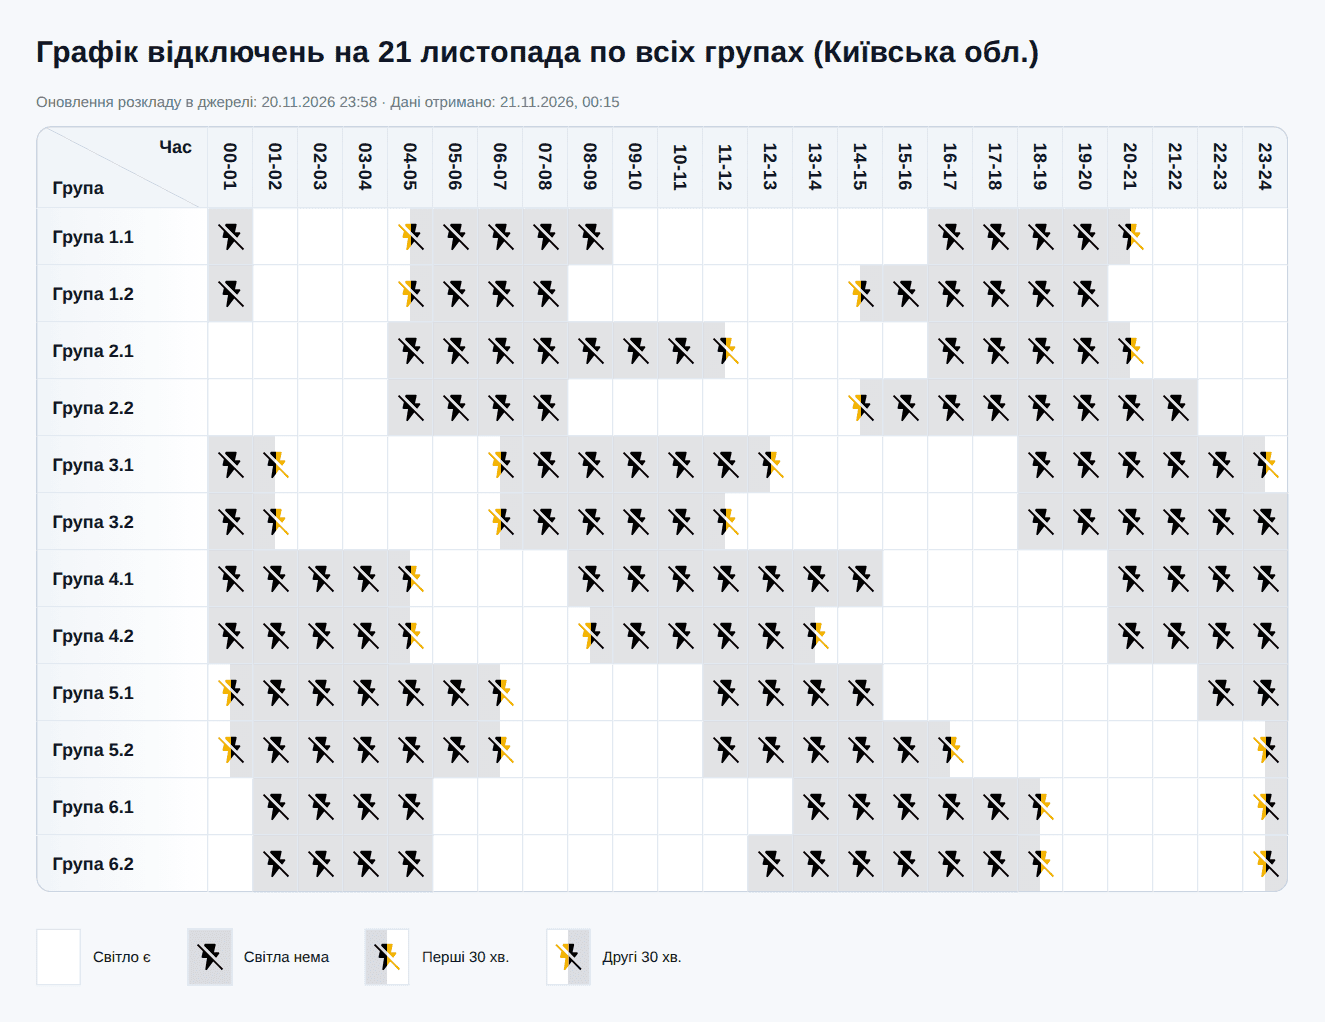 Графік відключень на 21 листопада по всіх групах (Київська обл.)
Оновлення розкладу в джерелі: 20.11.2026 23:58 · Дані отримано: 21.11.2026, 00:15
Час
Група
00-01 01-02 02-03 03-04 04-05 05-06 06-07 07-08 08-09 09-10 10-11 11-12 12-13 13-14 14-15 15-16 16-17 17-18 18-19 19-20 20-21 21-22 22-23 23-24
Група 1.1
Група 1.2
Група 2.1
Група 2.2
Група 3.1
Група 3.2
Група 4.1
Група 4.2
Група 5.1
Група 5.2
Група 6.1
Група 6.2
Світло є Світла нема Перші 30 хв. Другі 30 хв.